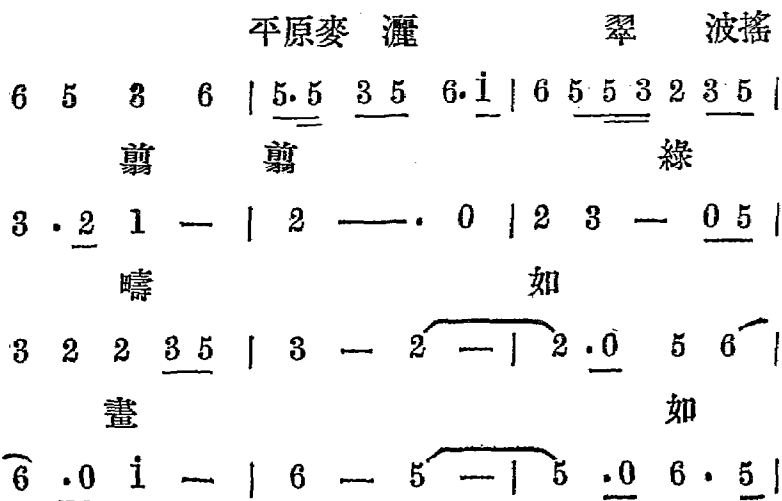 平原麥 灑 翠 波搖
6 5 3 6 | 5.5 3 5 6.i | 6 5 5 3 2 3 5 |
翦 翦 綠
3 . 2 1 — | 2 — . 0 | 2 3 — 0 5 |
疇 如
3 2 2 3 5 | 3 — 2 — | 2 .0 5 6 |
畫 如
6 .0 i — | 6 — 5 — | 5 .0 6 . 5 |